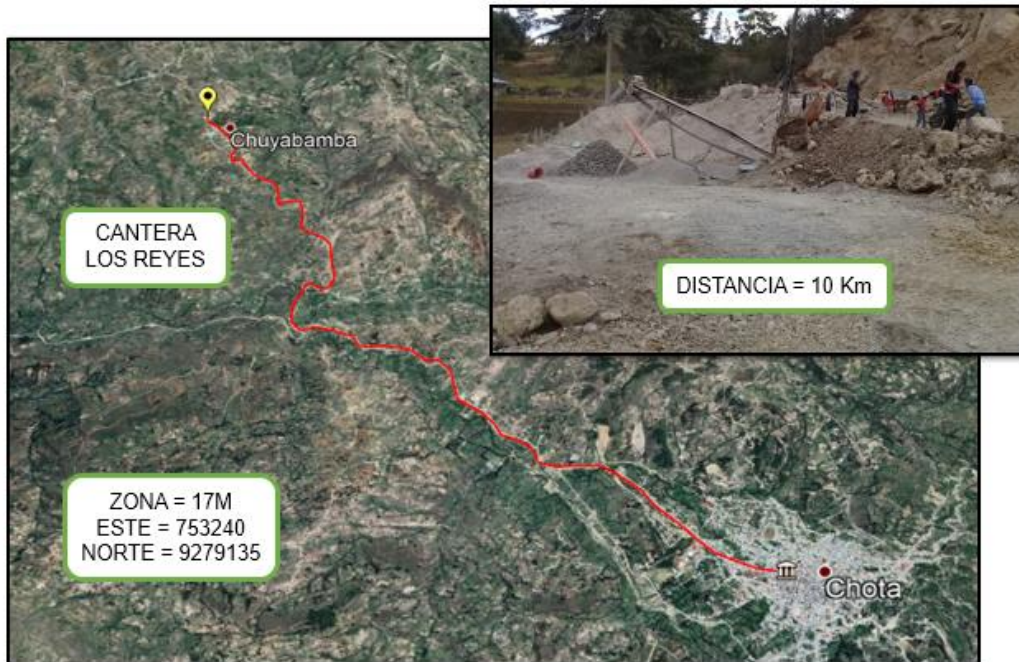 Chuyabamba
CANTERA
LOS REYES
DISTANCIA = 10 Km
ZONA = 17M
ESTE = 753240
NORTE = 9279135
Chota